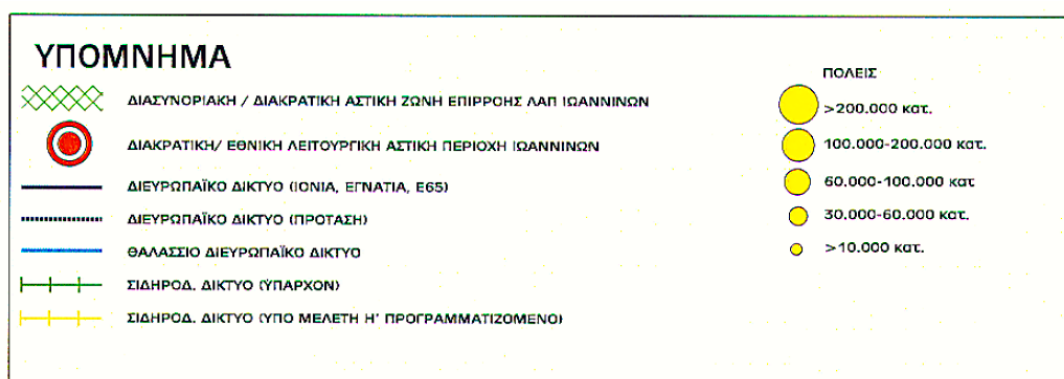 ΥΠΟΜΝΗΜΑ
ΔΙΑΣΥΝΟΡΙΑΚΗ / ΔΙΑΚΡΑΤΙΚΗ ΑΣΤΙΚΗ ΖΩΝΗ ΕΠΙΡΡΟΗΣ ΛΑΠ ΙΩΑΝΝΙΝΩΝ
ΔΙΑΚΡΑΤΙΚΗ/ ΕΘΝΙΚΗ ΛΕΙΤΟΥΡΓΙΚΗ ΑΣΤΙΚΗ ΠΕΡΙΟΧΗ ΙΩΑΝΝΙΝΩΝ
ΔΙΕΥΡΩΠΑΪΚΟ ΔΙΚΤΥΟ (ΙΟΝΙΑ, ΕΓΝΑΤΙΑ, Ε65)
ΔΙΕΥΡΩΠΑΪΚΟ ΔΙΚΤΥΟ (ΠΡΟΤΑΣΗ)
ΘΑΛΑΣΣΙΟ ΔΙΕΥΡΩΠΑΪΚΟ ΔΙΚΤΥΟ
ΣΙΔΗΡΟΔ. ΔΙΚΤΥΟ (ΎΠΑΡΧΟΝ)
ΣΙΔΗΡΟΔ. ΔΙΚΤΥΟ (ΥΠΟ ΜΕΛΕΤΗ Η' ΠΡΟΓΡΑΜΜΑΤΙΖΟΜΕΝΟ)
ΠΟΛΕΙΣ
>200.000 κατ.
100.000-200.000 κατ.
60.000-100.000 κατ
30.000-60.000 κατ.
>10.000 κατ.